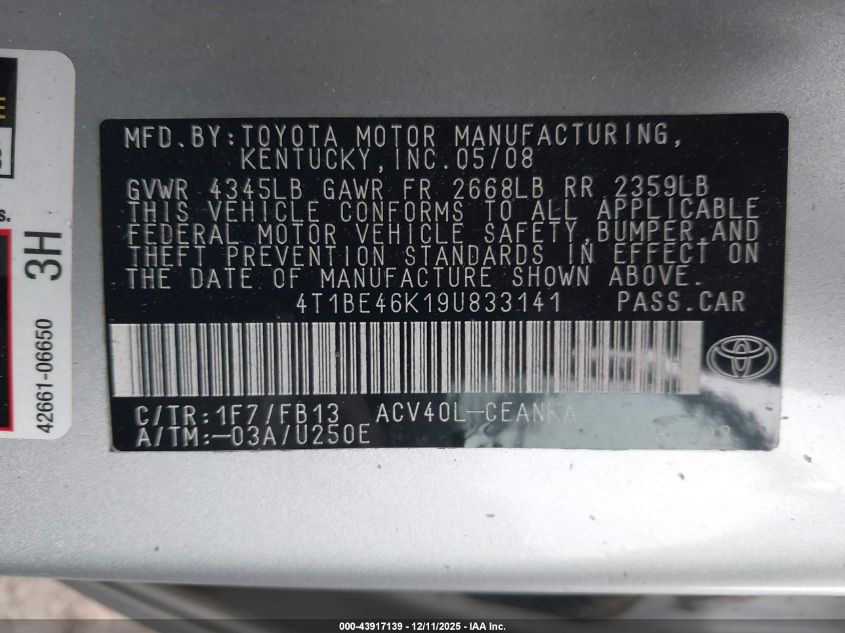 E
3
s.
3H
42661-06650
MFD.BY:TOYOTA MOTOR MANUFACTURING,
KENTUCKY,INC.05/08
GVWR 4345LB GAWR FR 2668LB RR 2359LB
THIS VEHICLE CONFORMS TO ALL APPLICABLE
FEDERAL MOTOR VEHICLE SAFETY,BUMPER AND
THEFT PREVENTION STANDARDS IN EFFECT ON
THE DATE OF MANUFACTURE SHOWN ABOVE.
4T1BE46K19U833141 PASS.CAR
C/TR:1F7/FB13 ACV40L-CEANKA
A/TM:-03A/U250E
000-43917139 - 12/11/2025 - IAA Inc.